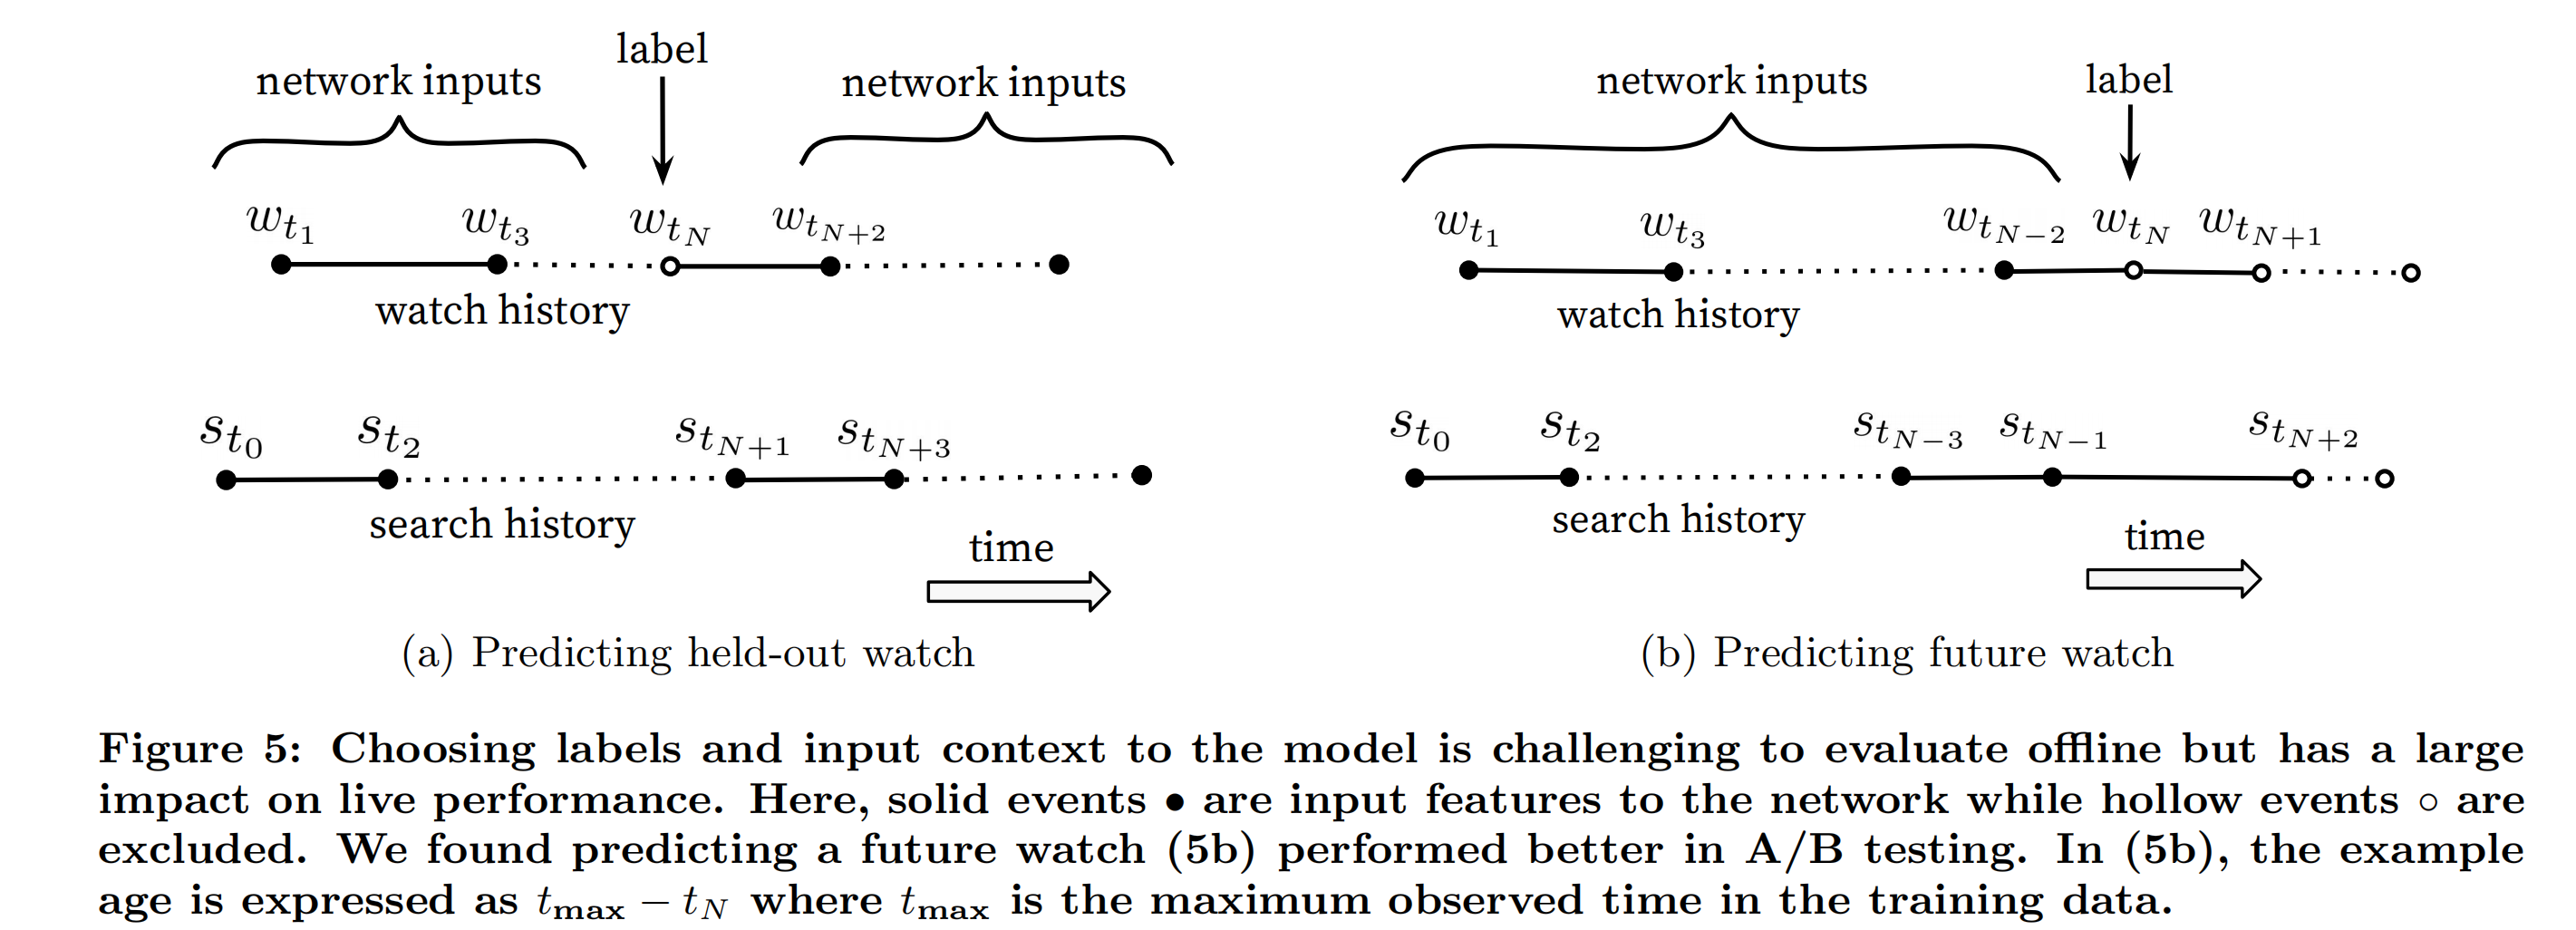 label
network inputs network inputs
w_{t_1} w_{t_3} w_{t_N} w_{t_{N+2}}
watch history
s_{t_0} s_{t_2} s_{t_{N+1}} s_{t_{N+3}}
search history
time
(a) Predicting held-out watch
network inputs label
w_{t_1} w_{t_3} w_{t_{N-2}} w_{t_N} w_{t_{N+1}}
watch history
s_{t_0} s_{t_2} s_{t_{N-3}} s_{t_{N-1}} s_{t_{N+2}}
search history
time
(b) Predicting future watch
Figure 5: Choosing labels and input context to the model is challenging to evaluate offline but has a large
impact on live performance. Here, solid events • are input features to the network while hollow events ◦ are
excluded. We found predicting a future watch (5b) performed better in A/B testing. In (5b), the example
age is expressed as t_{max} − t_N where t_{max} is the maximum observed time in the training data.